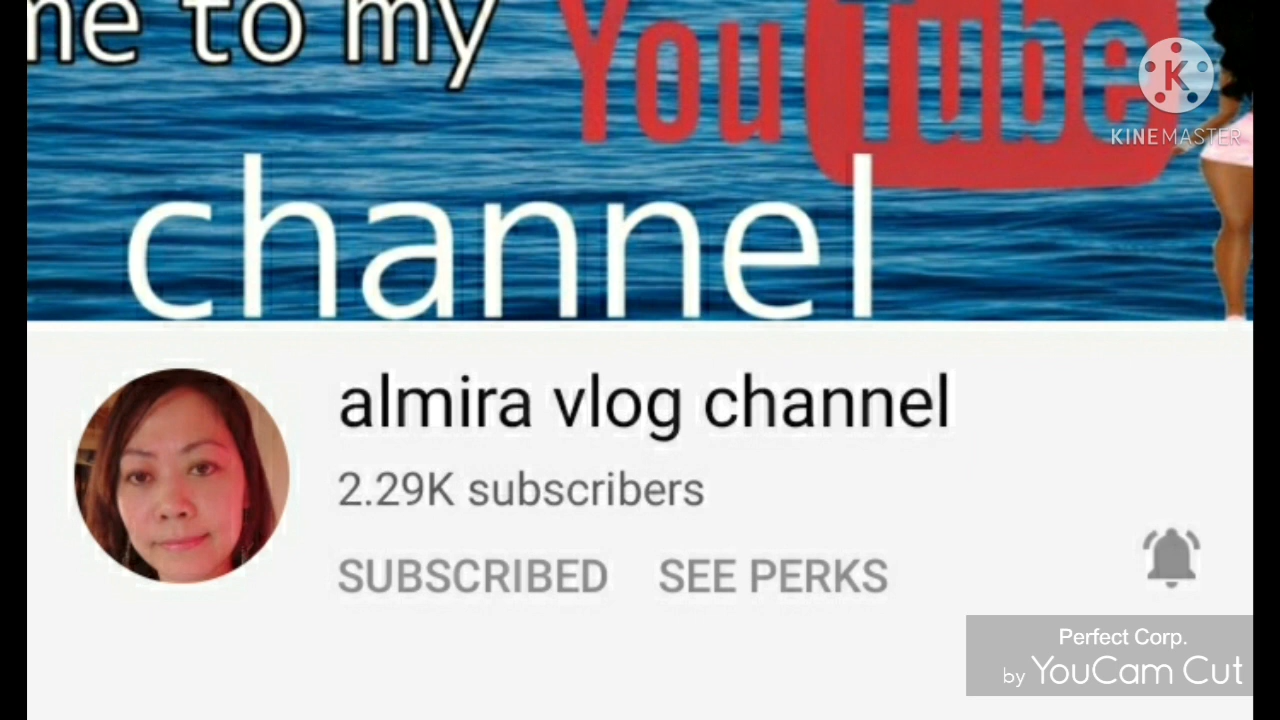 me to my
YouTube
KINEMASTER
channel
almira vlog channel
2.29K subscribers
SUBSCRIBED SEE PERKS
Perfect Corp.
by YouCam Cut